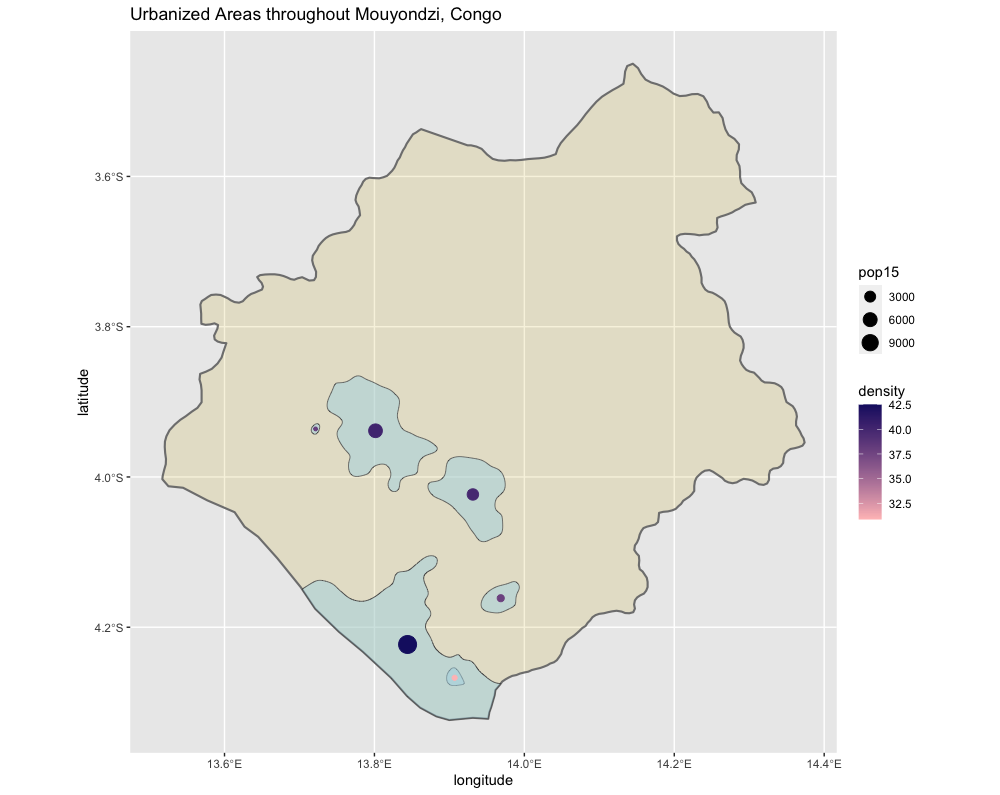 Urbanized Areas throughout Mouyondzi, Congo
3.6°S
3.8°S
4.0°S
4.2°S
latitude
13.6°E
13.8°E
14.0°E
14.2°E
14.4°E
longitude
pop15
3000
6000
9000
density
42.5
40.0
37.5
35.0
32.5